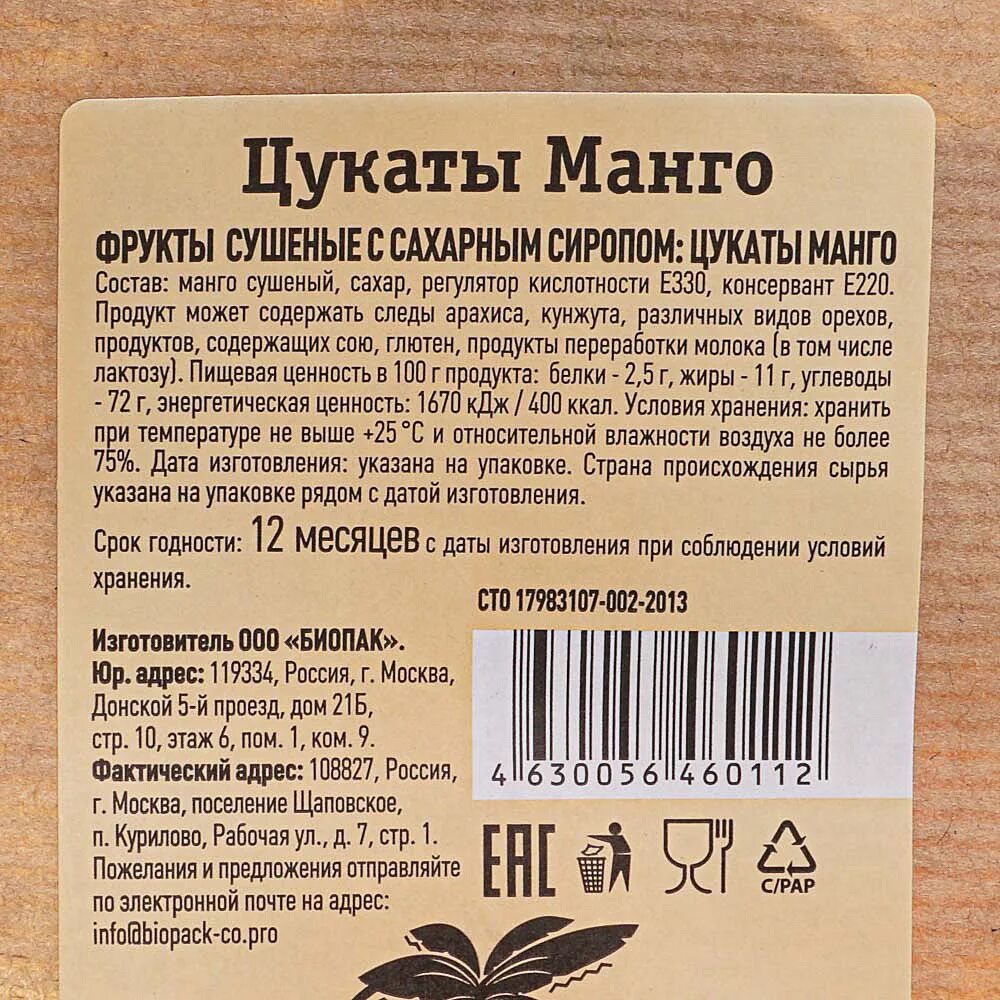 Цукаты Манго
ФРУКТЫ СУШЕНЫЕ С САХАРНЫМ СИРОПОМ: ЦУКАТЫ МАНГО
Состав: манго сушеный, сахар, регулятор кислотности Е330, консервант Е220.
Продукт может содержать следы арахиса, кунжута, различных видов орехов,
продуктов, содержащих сою, глютен, продукты переработки молока (в том числе
лактозу). Пищевая ценность в 100 г продукта: белки - 2,5 г, жиры - 11 г, углеводы
- 72 г, энергетическая ценность: 1670 кДж / 400 ккал. Условия хранения: хранить
при температуре не выше +25 °С и относительной влажности воздуха не более
75%. Дата изготовления: указана на упаковке. Страна происхождения сырья
указана на упаковке рядом с датой изготовления.
Срок годности: 12 месяцев с даты изготовления при соблюдении условий
хранения.
СТО 17983107-002-2013
Изготовитель ООО «БИОПАК».
Юр. адрес: 119334, Россия, г. Москва,
Донской 5-й проезд, дом 21Б,
стр. 10, этаж 6, пом. 1, ком. 9.
Фактический адрес: 108827, Россия,
г. Москва, поселение Щаповское,
п. Курилово, Рабочая ул., д. 7, стр. 1.
Пожелания и предложения отправляйте
по электронной почте на адрес:
info@biopack-co.pro
4 630056 460112
ЕАС
C/PAP